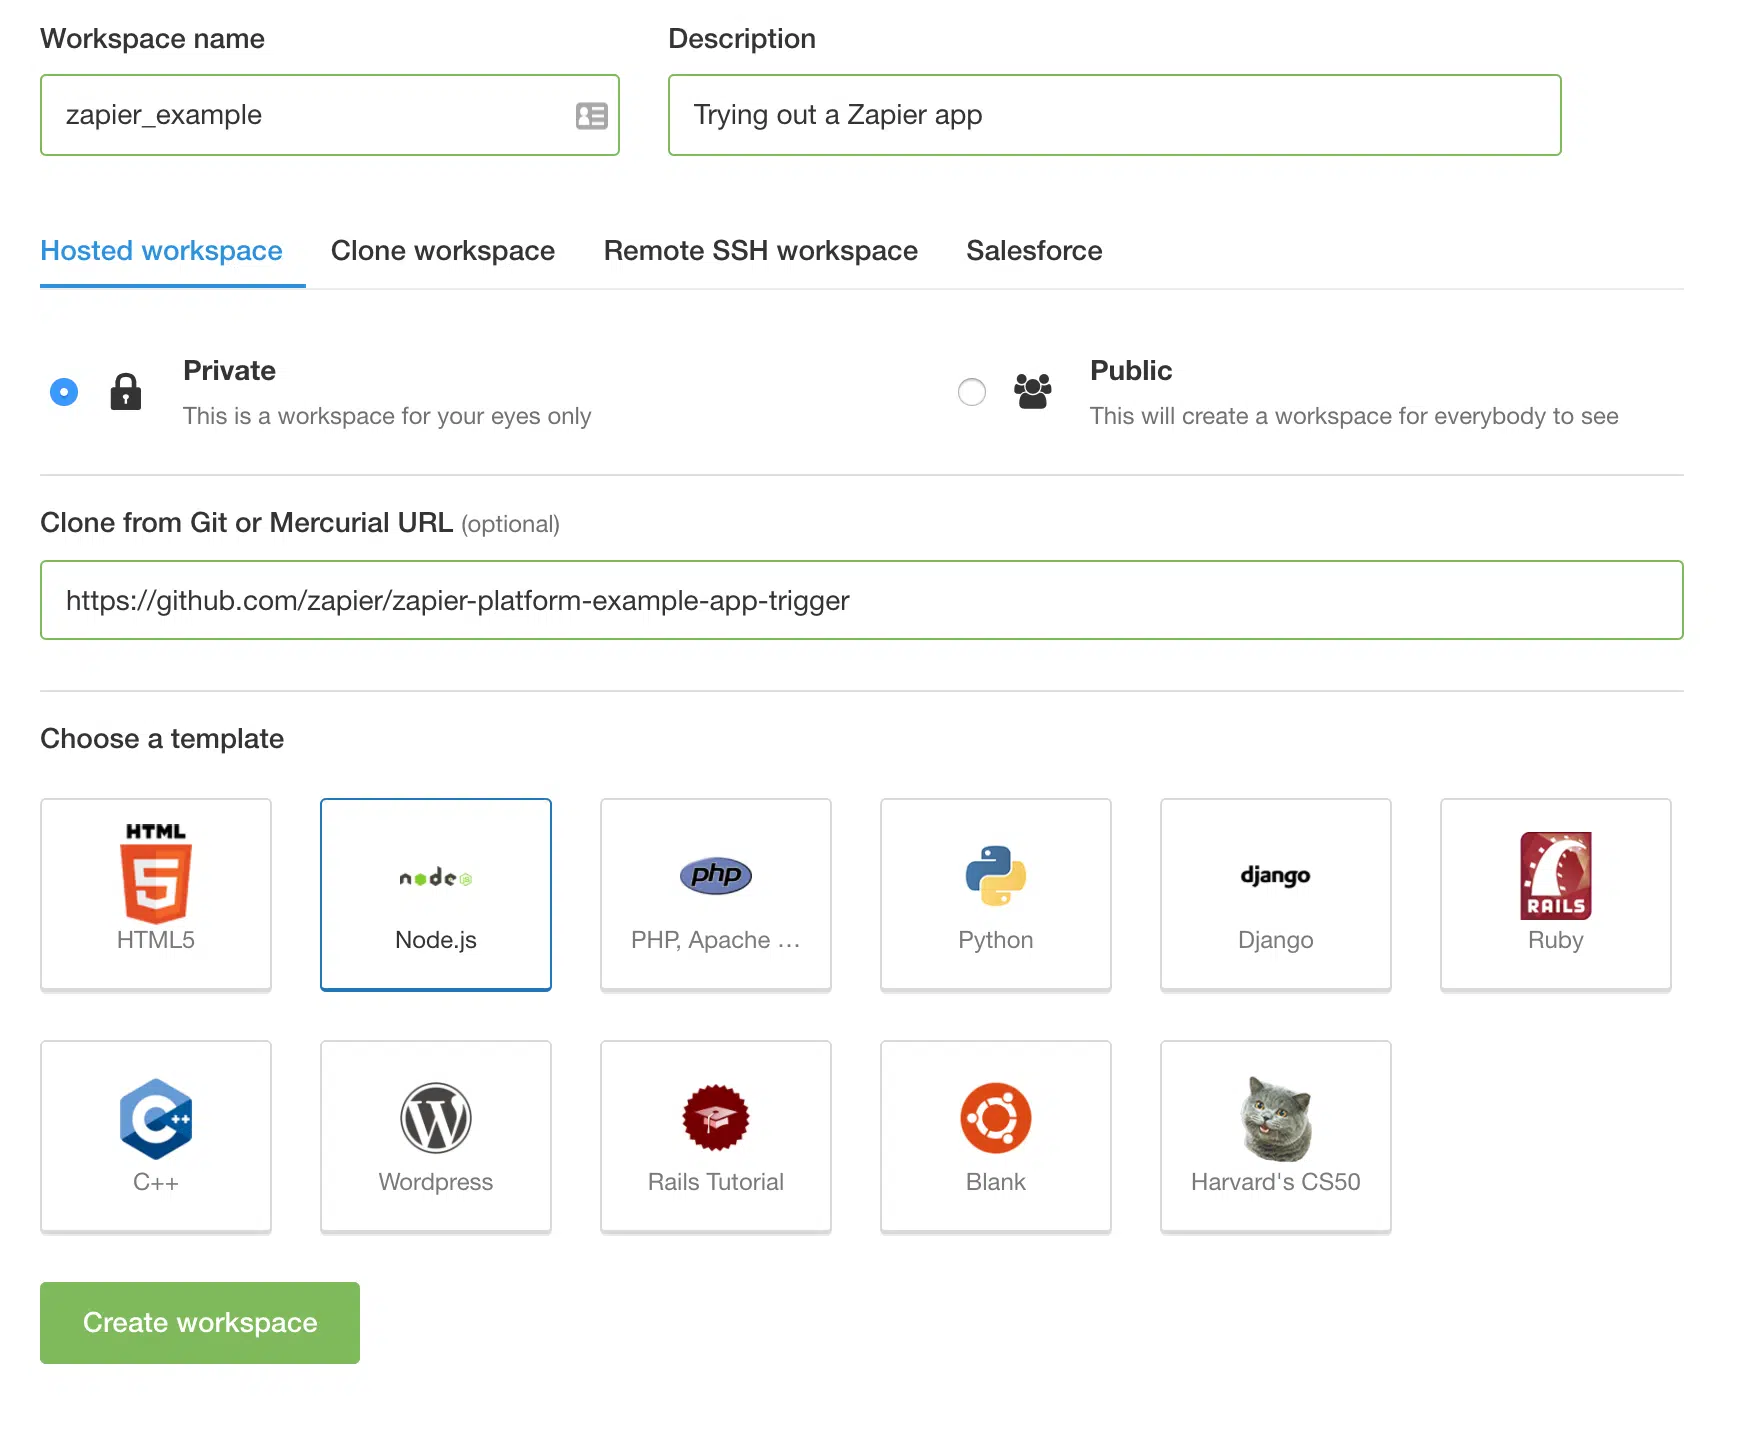 Workspace name
Description
zapier_example
Trying out a Zapier app
Hosted workspace
Clone workspace
Remote SSH workspace
Salesforce
Private
This is a workspace for your eyes only
Public
This will create a workspace for everybody to see
Clone from Git or Mercurial URL (optional)
https://github.com/zapier/zapier-platform-example-app-trigger
Choose a template
HTML
5
HTML5
node JS
Node.js
php
PHP, Apache ...
Python
django
Django
RAILS
Ruby
C++
C++
W
Wordpress
Rails Tutorial
Blank
Harvard's CS50
Create workspace